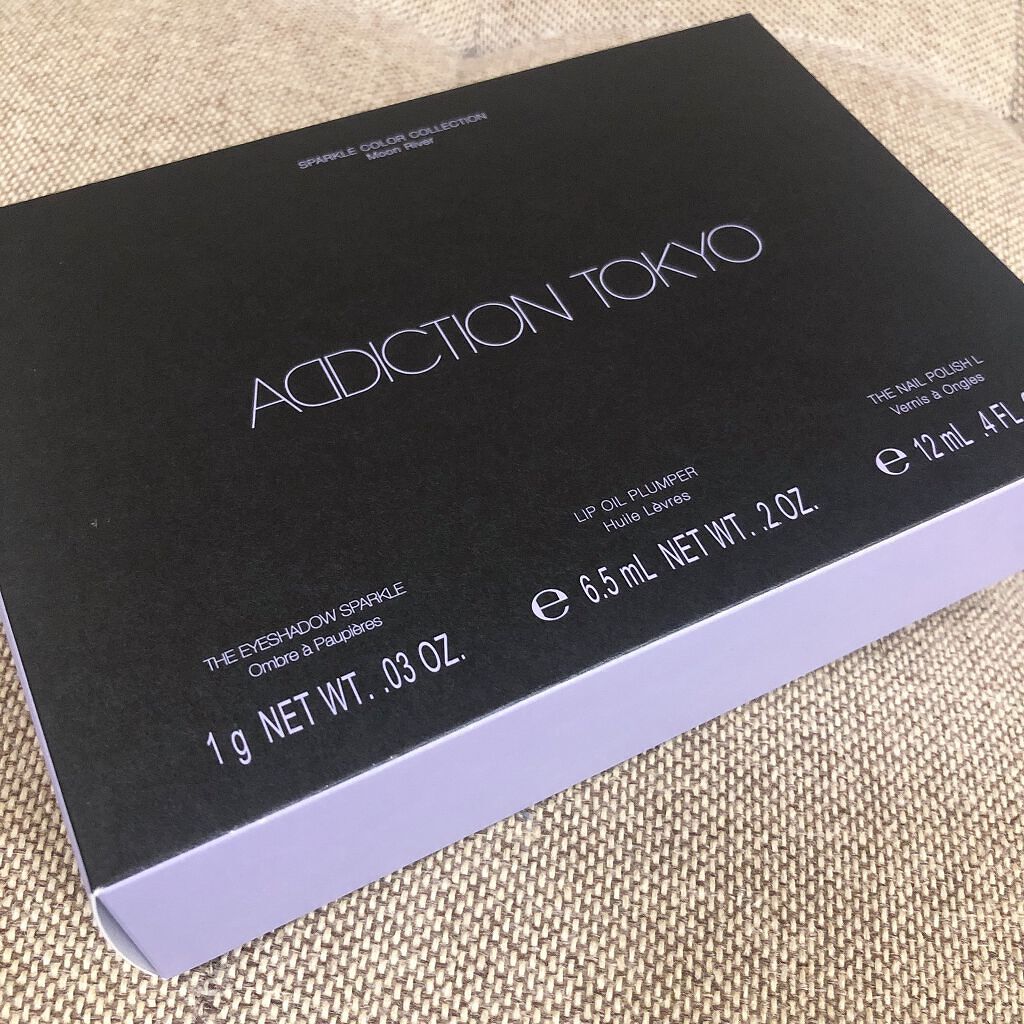 SPARKLE COLOR COLLECTION
Moon River
ADDICTION TOKYO
THE EYESHADOW SPARKLE
Ombre à Paupières
1 g NET WT. .03 OZ.
LIP OIL PLUMPER
Huile Lèvres
℮ 6.5 mL NET WT. .2 OZ.
THE NAIL POLISH L
Vernis à Ongles
℮ 12 mL .4 FL